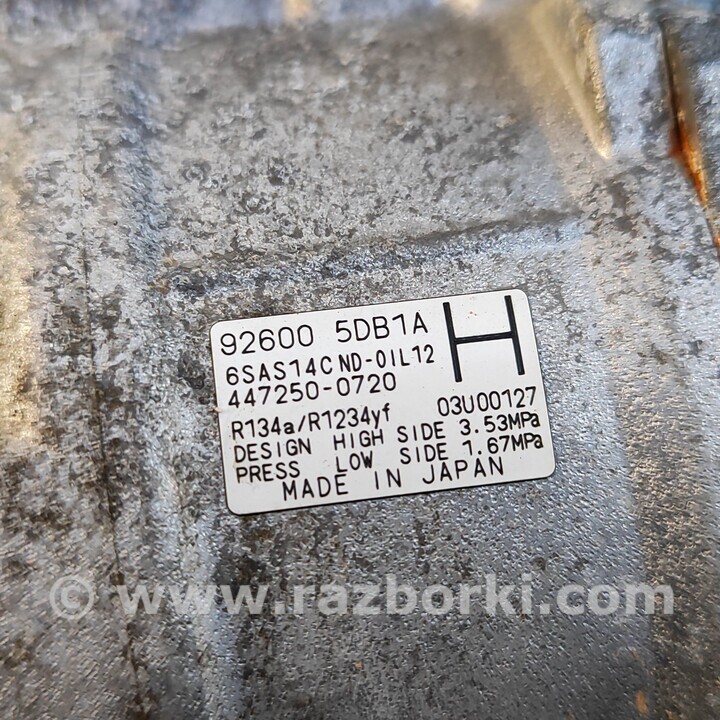 92600 5DB1A
H
6SAS14C ND-OIL12
447250-0720
R134a/R1234yf 03U00127
DESIGN HIGH SIDE 3.53MPa
PRESS LOW SIDE 1.67MPa
MADE IN JAPAN
© www.razborki.com